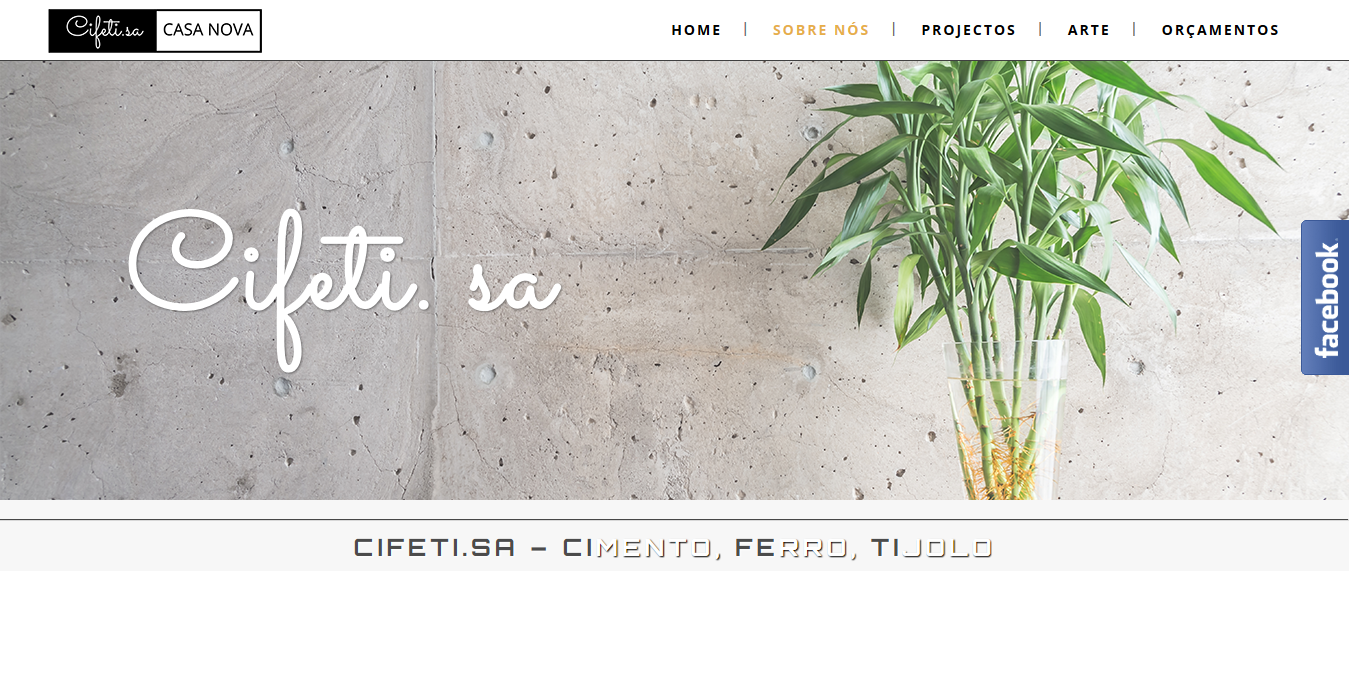 Cifeti.sa CASA NOVA
HOME | SOBRE NÓS | PROJECTOS | ARTE | ORÇAMENTOS
Cifeti. sa
facebook
CIFETI.SA – CIMENTO, FERRO, TIJOLO